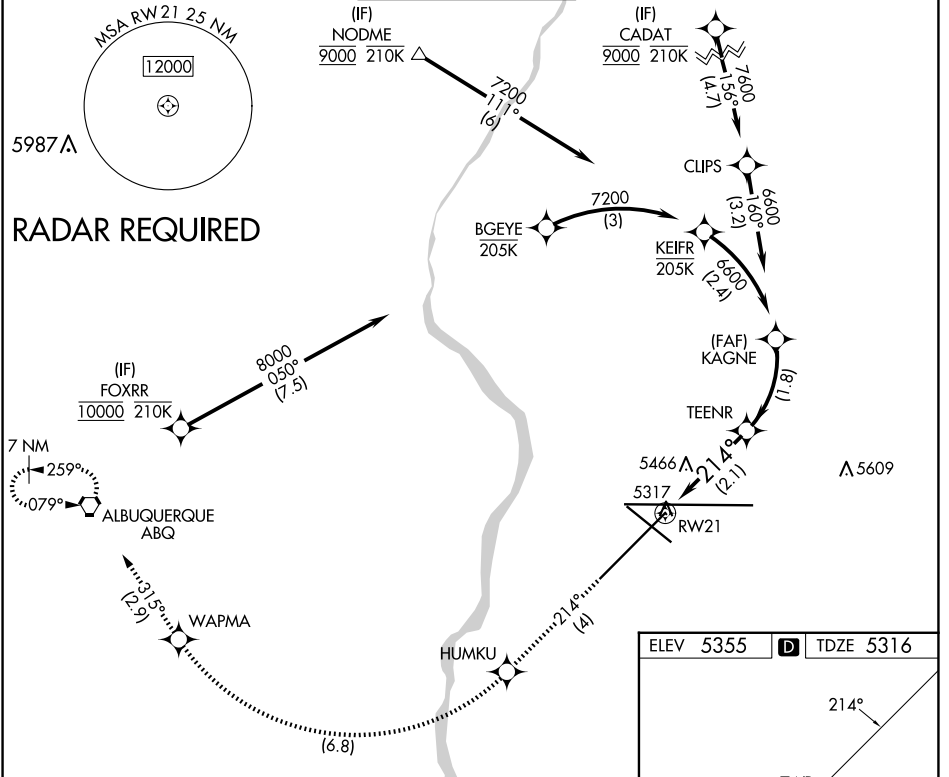 MSA RW 21 25 NM
12000
5987
RADAR REQUIRED
(IF)
NODME
9000 210K
7200
111°
(6)
(IF)
CADAT
9000 210K
7600
156°
(4.7)
CLIPS
6600
160°
(3.2)
BGEYE
205K
7200
(3)
KEIFR
205K
6600
(2.4)
(FAF)
KAGNE
(1.8)
(IF)
FOXRR
10000 210K
8000
050°
(7.5)
TEENR
214°
(2.1)
5466
5609
5317
RW21
7 NM
259°
079°
ALBUQUERQUE
ABQ
315°
(2.9)
WAPMA
HUMKU
214°
(4)
(6.8)
ELEV 5355 D TDZE 5316
214°